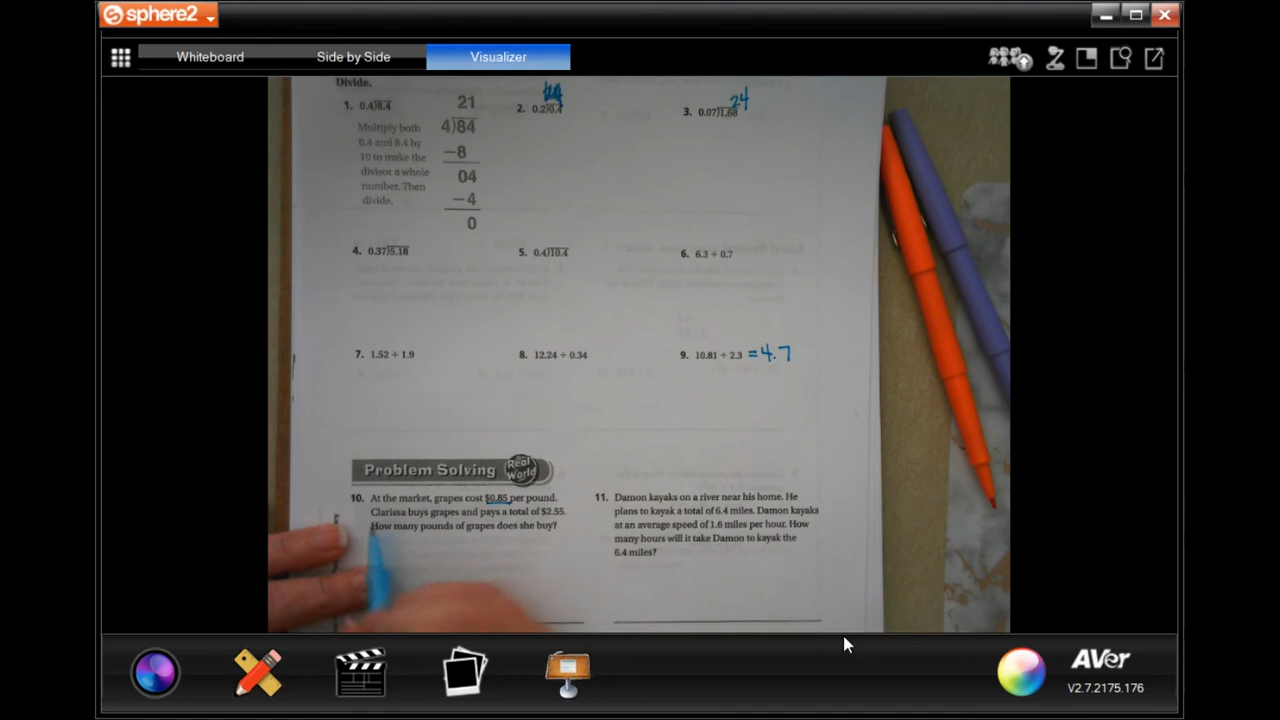 sphere2
Whiteboard
Side by Side
Visualizer
Divide.
1. 0.4)8.4
21
4)84
−8
04
−4
0
Multiply both
0.4 and 8.4 by
10 to make the
divisor a whole
number. Then
divide.
2. 0.2)0.4
3. 0.07)1.68
24
4. 0.37)5.18
5. 0.4)10.4
6. 6.3 ÷ 0.7
7. 1.52 ÷ 1.9
8. 12.24 ÷ 0.34
9. 10.81 ÷ 2.3 = 4.7
Problem Solving Real World
10. At the market, grapes cost $0.85 per pound.
Clarissa buys grapes and pays a total of $2.55.
How many pounds of grapes does she buy?
11. Damon kayaks on a river near his home. He
plans to kayak a total of 6.4 miles. Damon kayaks
at an average speed of 1.6 miles per hour. How
many hours will it take Damon to kayak the
6.4 miles?
AVer
V2.7.2175.176